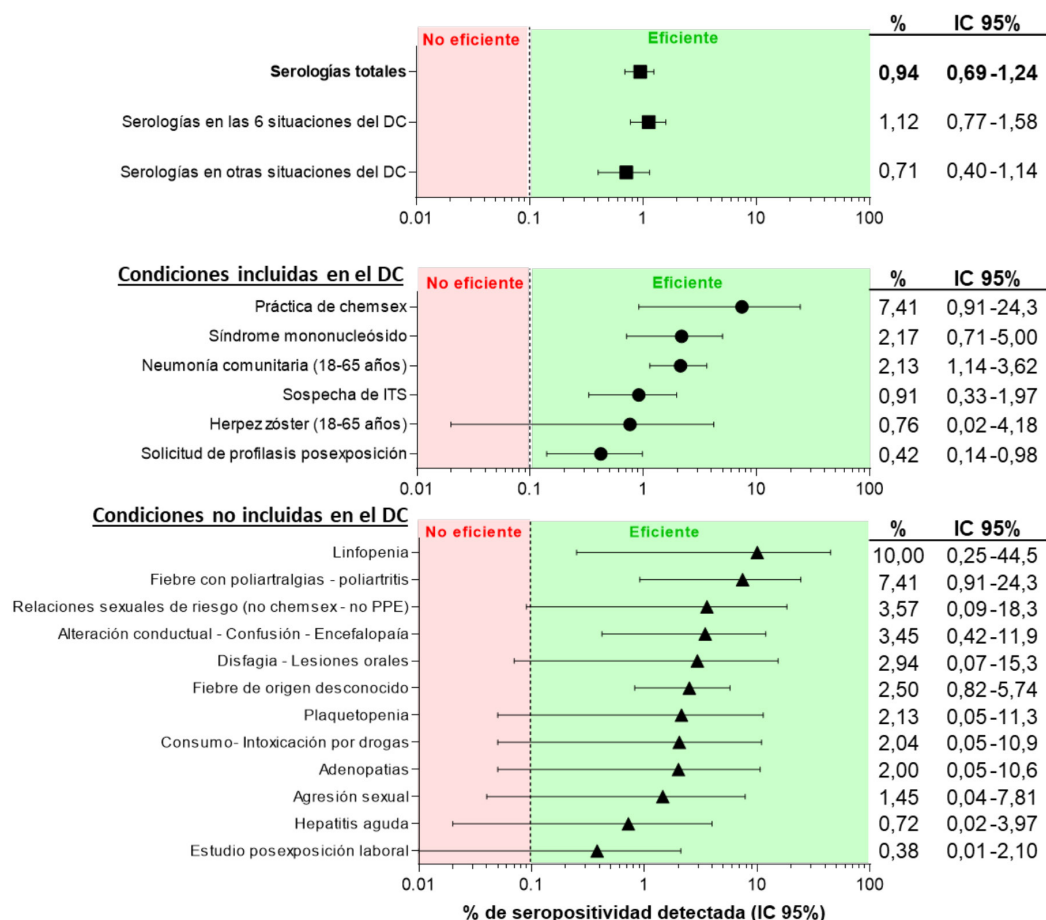 % IC 95%
No eficiente Eficiente
Serologías totales 0,94 0,69-1,24
Serologías en las 6 situaciones del DC 1,12 0,77-1,58
Serologías en otras situaciones del DC 0,71 0,40-1,14
0.01 0.1 1 10 100
Condiciones incluidas en el DC No eficiente Eficiente % IC 95%
Práctica de chemsex 7,41 0,91-24,3
Síndrome mononucleósido 2,17 0,71-5,00
Neumonía comunitaria (18-65 años) 2,13 1,14-3,62
Sospecha de ITS 0,91 0,33-1,97
Herpez zóster (18-65 años) 0,76 0,02-4,18
Solicitud de profilasis posexposición 0,42 0,14-0,98
0.01 0.1 1 10 100
Condiciones no incluidas en el DC No eficiente Eficiente % IC 95%
Linfopenia 10,00 0,25-44,5
Fiebre con poliartralgias - poliartritis 7,41 0,91-24,3
Relaciones sexuales de riesgo (no chemsex - no PPE) 3,57 0,09-18,3
Alteración conductual - Confusión - Encefalopaía 3,45 0,42-11,9
Disfagia - Lesiones orales 2,94 0,07-15,3
Fiebre de origen desconocido 2,50 0,82-5,74
Plaquetopenia 2,13 0,05-11,3
Consumo- Intoxicación por drogas 2,04 0,05-10,9
Adenopatias 2,00 0,05-10,6
Agresión sexual 1,45 0,04-7,81
Hepatitis aguda 0,72 0,02-3,97
Estudio posexposición laboral 0,38 0,01-2,10
0.01 0.1 1 10 100
% de seropositividad detectada (IC 95%)